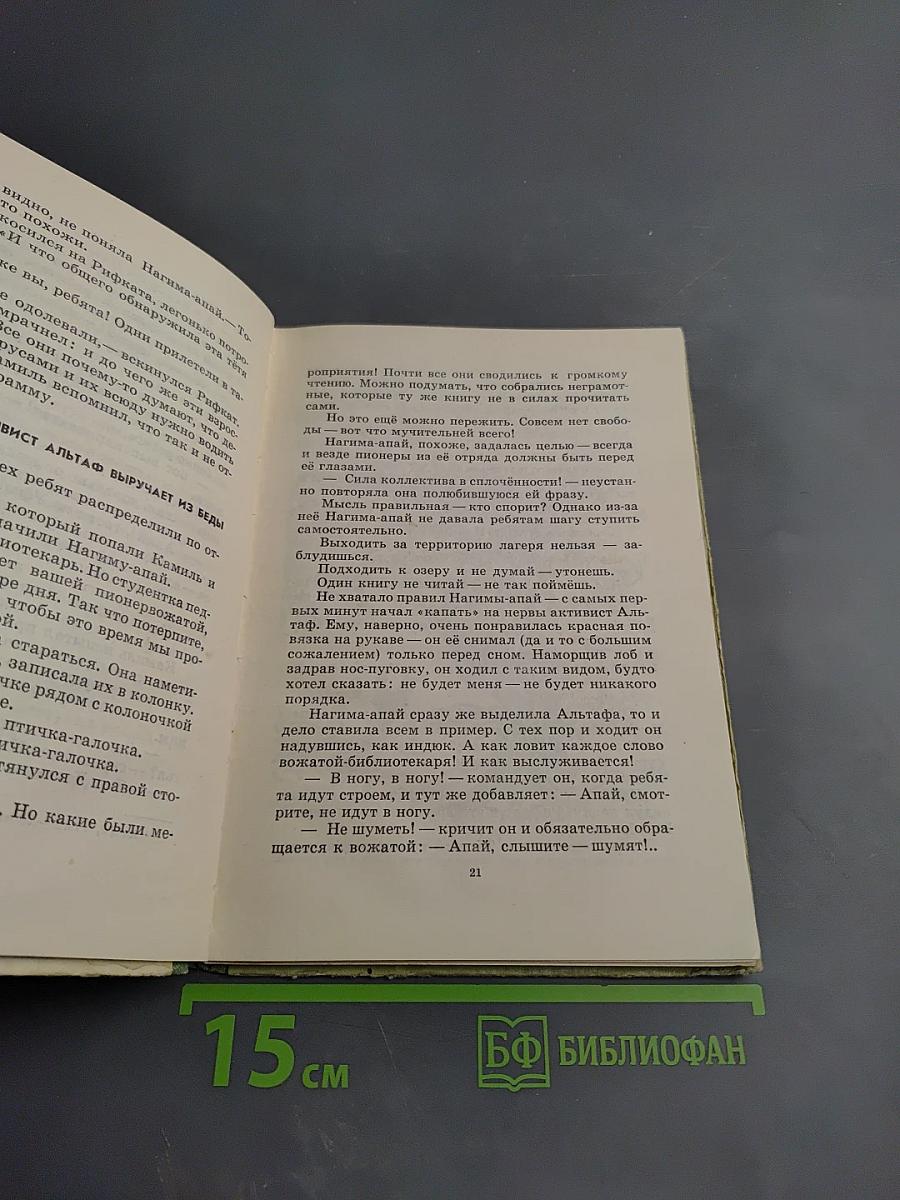 видно, не поняла Нагима-апай.— То-
то похожи.
косился на Рифката, легонько потро-
«И что общего обнаружила эта тётя
же вы, ребята! Одни прилетели в та-
е одолевали,— вскинулся Рифкат.
мрачнел: и до чего же эти взрос-
Все они почему-то думают, что де-
русами и их всюду нужно водить
амиль вспомнил, что так и не от-
рамму.
ИВИСТ АЛЬТАФ ВЫРУЧАЕТ ИЗ БЕДЫ
ех ребят распределили по от-
который попали Камиль и
начили Нагиму-апай.
лиотекарь. Но студентка пед-
ет вашей пионервожатой,
ре дня. Так что потерпите,
чтобы это время мы про-
ой.
а стараться. Она намети-
, записала их в колонку.
чке рядом с колоночкой
е.
птичка-галочка.
ичка-галочка.
тянулся с правой сто-
. Но какие были ме-
роприятия! Почти все они сводились к громкому
чтению. Можно подумать, что собрались неграмот-
ные, которые ту же книгу не в силах прочитать
сами.
Но это ещё можно пережить. Совсем нет свобо-
ды — вот что мучительней всего!
Нагима-апай, похоже, задалась целью — всегда
и везде пионеры из её отряда должны быть перед
её глазами.
— Сила коллектива в сплочённости! — неустан-
но повторяла она полюбившуюся ей фразу.
Мысль правильная — кто спорит? Однако из-за
неё Нагима-апай не давала ребятам шагу ступить
самостоятельно.
Выходить за территорию лагеря нельзя — за-
блудишься.
Подходить к озеру и не думай — утонешь.
Один книгу не читай — не так поймёшь.
Не хватало правил Нагимы-апай — с самых пер-
вых минут начал «капать» на нервы активист Аль-
таф. Ему, наверно, очень понравилась красная по-
вязка на рукаве — он её снимал (да и то с большим
сожалением) только перед сном. Наморщив лоб и
задрав нос-пуговку, он ходил с таким видом, будто
хотел сказать: не будет меня — не будет никакого
порядка.
Нагима-апай сразу же выделила Альтафа, то и
дело ставила всем в пример. С тех пор и ходит он
надувшись, как индюк. А как ловит каждое слово
вожатой-библиотекаря! И как выслуживается!
— В ногу, в ногу! — командует он, когда ребя-
та идут строем, и тут же добавляет: — Апай, смот-
рите, не идут в ногу.
— Не шуметь! — кричит он и обязательно обра-
щается к вожатой: — Апай, слышите — шумят!..
21
15 см
БФ БИБЛИОФАН